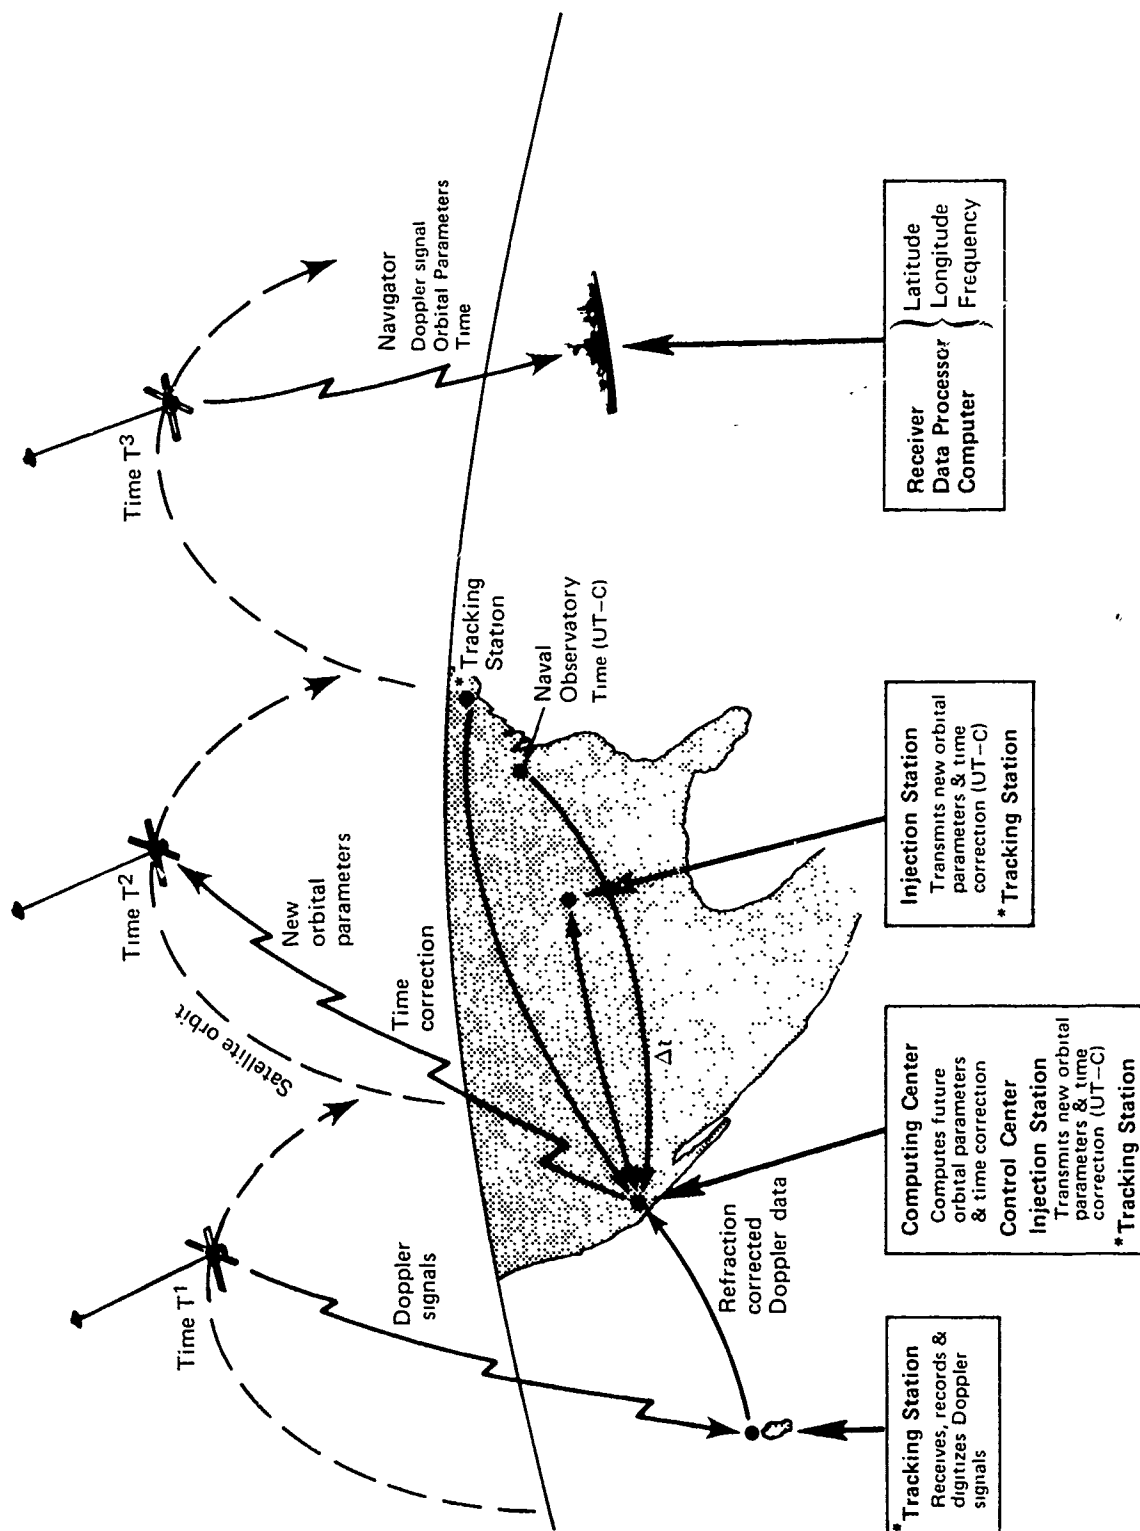 Time T1
Doppler
signals
Satellite orbit
Time T2
New
orbital
parameters
Time
correction
Time T3
Navigator
Doppler signal
Orbital Parameters
Time
* Tracking
Station
Naval
Observatory
Time (UT-C)
Δt
Refraction
corrected
Doppler data
*Tracking Station
Receives, records &
digitizes Doppler
signals
Computing Center
Computes future
orbital parameters
& time correction
Control Center
Injection Station
Transmits new orbital
parameters & time
correction (UT-C)
*Tracking Station
Injection Station
Transmits new orbital
parameters & time
correction (UT-C)
*Tracking Station
Receiver
Data Processor
Computer
Latitude
Longitude
Frequency